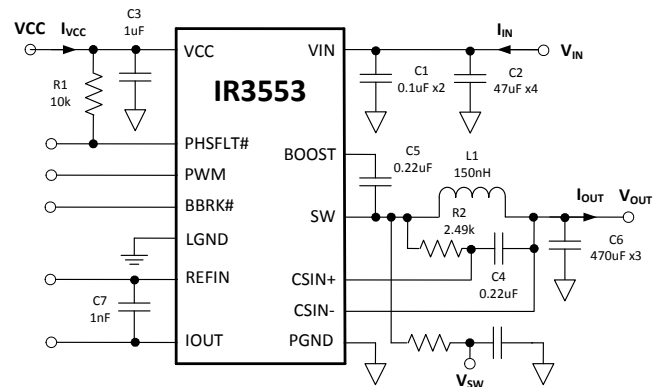 VCC
IVCC
C3
1uF
R1
10k
VCC
PHSFLT#
PWM
BBRK#
LGND
REFIN
IOUT
C7
1nF
IR3553
VIN
BOOST
SW
CSIN+
CSIN-
PGND
IIN
VIN
C1
0.1uF x2
C2
47uF x4
C5
0.22uF
L1
150nH
R2
2.49k
C4
0.22uF
IOUT
VOUT
C6
470uF x3
VSW